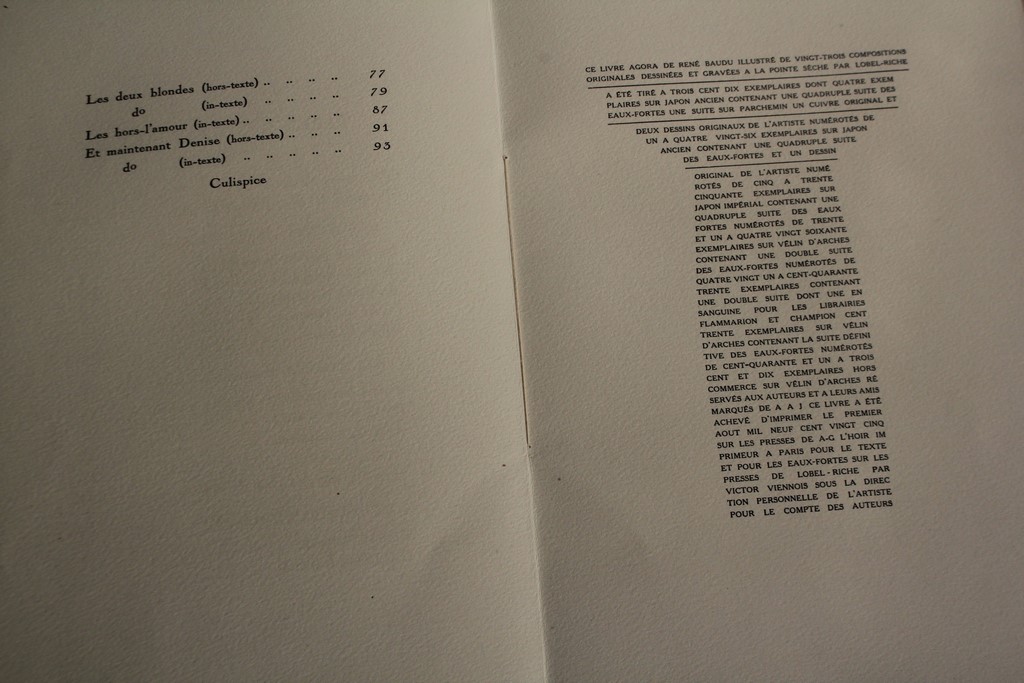 Les deux blondes (hors-texte) .. .. .. .. 77
do (in-texte) .. .. .. .. 79
Les hors-l'amour (in-texte) .. .. .. .. .. 87
Et maintenant Denise (hors-texte) .. .. .. 91
do (in-texte) .. .. .. .. .. 95
Culispice
CE LIVRE AGORA DE RENÉ BAUDU ILLUSTRÉ DE VINGT-TROIS COMPOSITIONS
ORIGINALES DESSINÉES ET GRAVÉES A LA POINTE SÈCHE PAR LOBEL-RICHE
A ÉTÉ TIRÉ A TROIS CENT DIX EXEMPLAIRES DONT QUATRE EXEM
PLAIRES SUR JAPON ANCIEN CONTENANT UNE QUADRUPLE SUITE DES
EAUX-FORTES UNE SUITE SUR PARCHEMIN UN CUIVRE ORIGINAL ET
DEUX DESSINS ORIGINAUX DE L'ARTISTE NUMÉROTÉS DE
UN A QUATRE VINGT-SIX EXEMPLAIRES SUR JAPON
ANCIEN CONTENANT UNE QUADRUPLE SUITE
DES EAUX-FORTES ET UN DESSIN
ORIGINAL DE L'ARTISTE NUMÉ
ROTÉS DE CINQ A TRENTE
CINQUANTE EXEMPLAIRES SUR
JAPON IMPÉRIAL CONTENANT UNE
QUADRUPLE SUITE DES EAUX
FORTES NUMÉROTÉS DE TRENTE
ET UN A QUATRE VINGT SOIXANTE
EXEMPLAIRES SUR VÉLIN D'ARCHES
CONTENANT UNE DOUBLE SUITE
DES EAUX-FORTES NUMÉROTÉS DE
QUATRE VINGT UN A CENT-QUARANTE
TRENTE EXEMPLAIRES CONTENANT
UNE DOUBLE SUITE DONT UNE EN
SANGUINE POUR LES LIBRAIRIES
FLAMMARION ET CHAMPION CENT
TRENTE EXEMPLAIRES SUR VÉLIN
D'ARCHES CONTENANT LA SUITE DÉFINI
TIVE DES EAUX-FORTES NUMÉROTÉS
DE CENT-QUARANTE ET UN A TROIS
CENT ET DIX EXEMPLAIRES HORS
COMMERCE SUR VÉLIN D'ARCHES RÉ
SERVÉS AUX AUTEURS ET A LEURS AMIS
MARQUÉS DE A A J CE LIVRE A ÉTÉ
ACHEVÉ D'IMPRIMER LE PREMIER
AOUT MIL NEUF CENT VINGT CINQ
SUR LES PRESSES DE A-G L'HOIR IM
PRIMEUR A PARIS POUR LE TEXTE
ET POUR LES EAUX-FORTES SUR LES
PRESSES DE LOBEL-RICHE PAR
VICTOR VIENNOIS SOUS LA DIREC
TION PERSONNELLE DE L'ARTISTE
POUR LE COMPTE DES AUTEURS